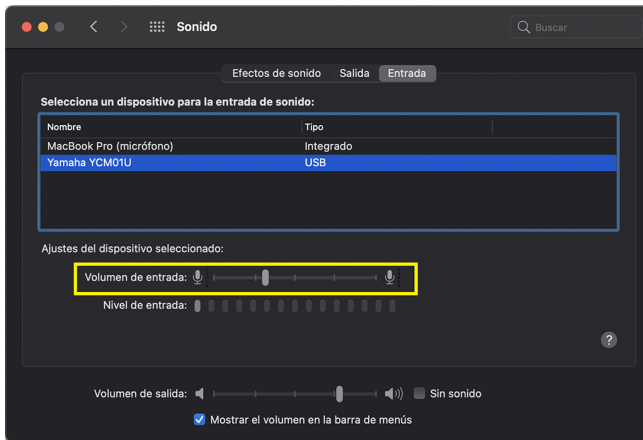 Sonido
Buscar
Efectos de sonido Salida Entrada
Selecciona un dispositivo para la entrada de sonido:
Nombre Tipo
MacBook Pro (micrófono) Integrado
Yamaha YCM01U USB
Ajustes del dispositivo seleccionado:
Volumen de entrada:
Nivel de entrada:
?
Volumen de salida: Sin sonido
Mostrar el volumen en la barra de menús